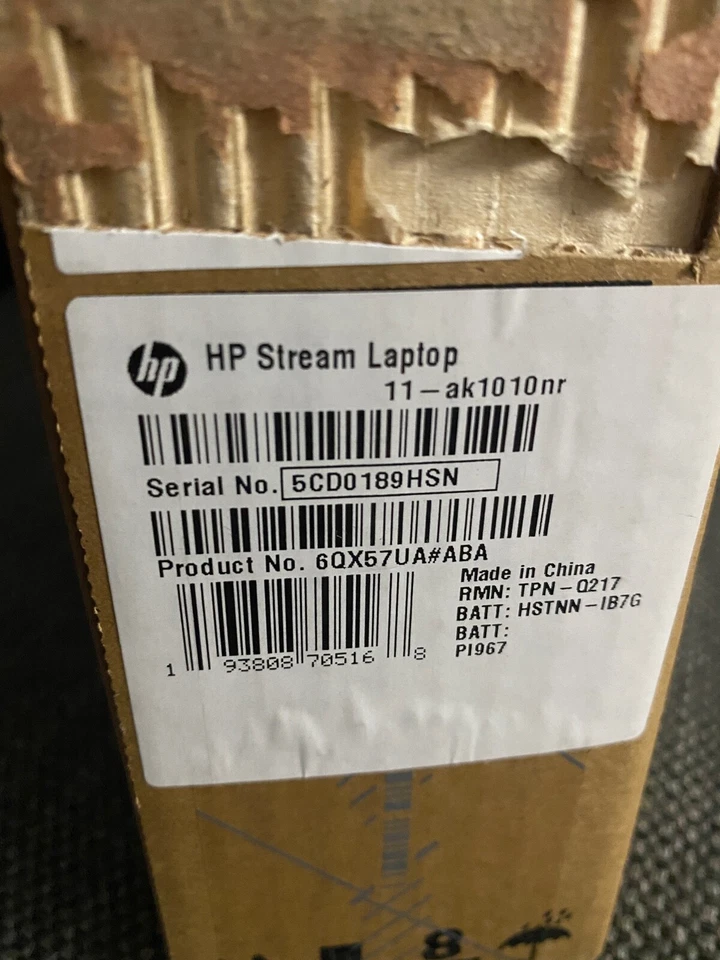 hp HP Stream Laptop
11-ak1010nr
Serial No. 5CD0189HSN
Product No. 6QX57UA#ABA
Made in China
RMN: TPN-Q217
BATT: HSTNN-IB7G
BATT:
PI967
1 93808 70516 8